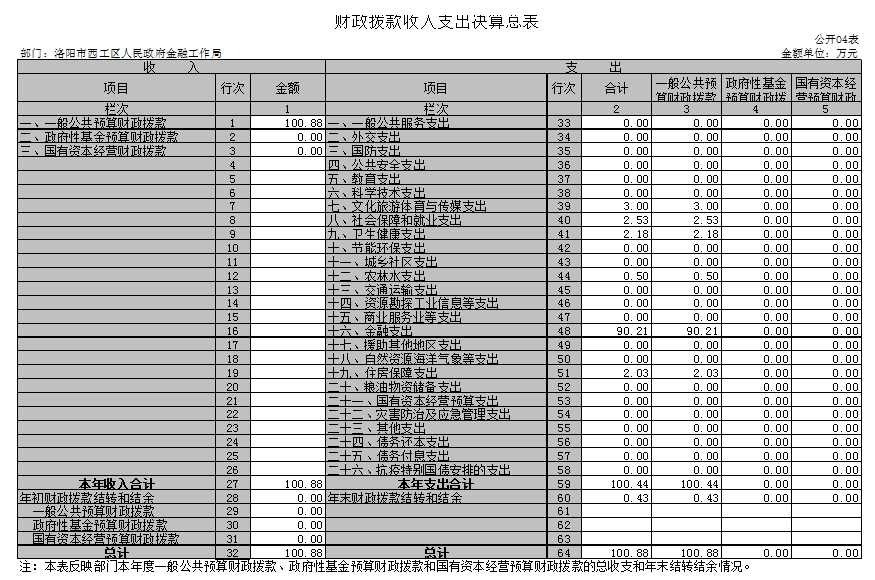 财政拨款收入支出决算总表
公开04表
部门：洛阳市西工区人民政府金融工作局 金额单位：万元
收 入 支 出
项目 行次 金额 项目 行次 合计 一般公共预算财政拨款 政府性基金预算财政拨 国有资本经营预算财政
栏次 1 栏次 2 3 4 5
一、一般公共预算财政拨款 1 100.88 一、一般公共服务支出 33 0.00 0.00 0.00 0.00
二、政府性基金预算财政拨款 2 0.00 二、外交支出 34 0.00 0.00 0.00 0.00
三、国有资本经营财政拨款 3 0.00 三、国防支出 35 0.00 0.00 0.00 0.00
4 四、公共安全支出 36 0.00 0.00 0.00 0.00
5 五、教育支出 37 0.00 0.00 0.00 0.00
6 六、科学技术支出 38 0.00 0.00 0.00 0.00
7 七、文化旅游体育与传媒支出 39 3.00 3.00 0.00 0.00
8 八、社会保障和就业支出 40 2.53 2.53 0.00 0.00
9 九、卫生健康支出 41 2.18 2.18 0.00 0.00
10 十、节能环保支出 42 0.00 0.00 0.00 0.00
11 十一、城乡社区支出 43 0.00 0.00 0.00 0.00
12 十二、农林水支出 44 0.50 0.50 0.00 0.00
13 十三、交通运输支出 45 0.00 0.00 0.00 0.00
14 十四、资源勘探工业信息等支出 46 0.00 0.00 0.00 0.00
15 十五、商业服务业等支出 47 0.00 0.00 0.00 0.00
16 十六、金融支出 48 90.21 90.21 0.00 0.00
17 十七、援助其他地区支出 49 0.00 0.00 0.00 0.00
18 十八、自然资源海洋气象等支出 50 0.00 0.00 0.00 0.00
19 十九、住房保障支出 51 2.03 2.03 0.00 0.00
20 二十、粮油物资储备支出 52 0.00 0.00 0.00 0.00
21 二十一、国有资本经营预算支出 53 0.00 0.00 0.00 0.00
22 二十二、灾害防治及应急管理支出 54 0.00 0.00 0.00 0.00
23 二十三、其他支出 55 0.00 0.00 0.00 0.00
24 二十四、债务还本支出 56 0.00 0.00 0.00 0.00
25 二十五、债务付息支出 57 0.00 0.00 0.00 0.00
26 二十六、抗疫特别国债安排的支出 58 0.00 0.00 0.00 0.00
本年收入合计 27 100.88 本年支出合计 59 100.44 100.44 0.00 0.00
年初财政拨款结转和结余 28 0.00 年末财政拨款结转和结余 60 0.43 0.43 0.00 0.00
一般公共预算财政拨款 29 0.00 61
政府性基金预算财政拨款 30 0.00 62
国有资本经营预算财政拨款 31 0.00 63
总计 32 100.88 总计 64 100.88 100.88 0.00 0.00
注：本表反映部门本年度一般公共预算财政拨款、政府性基金预算财政拨款和国有资本经营预算财政拨款的总收支和年末结转结余情况。